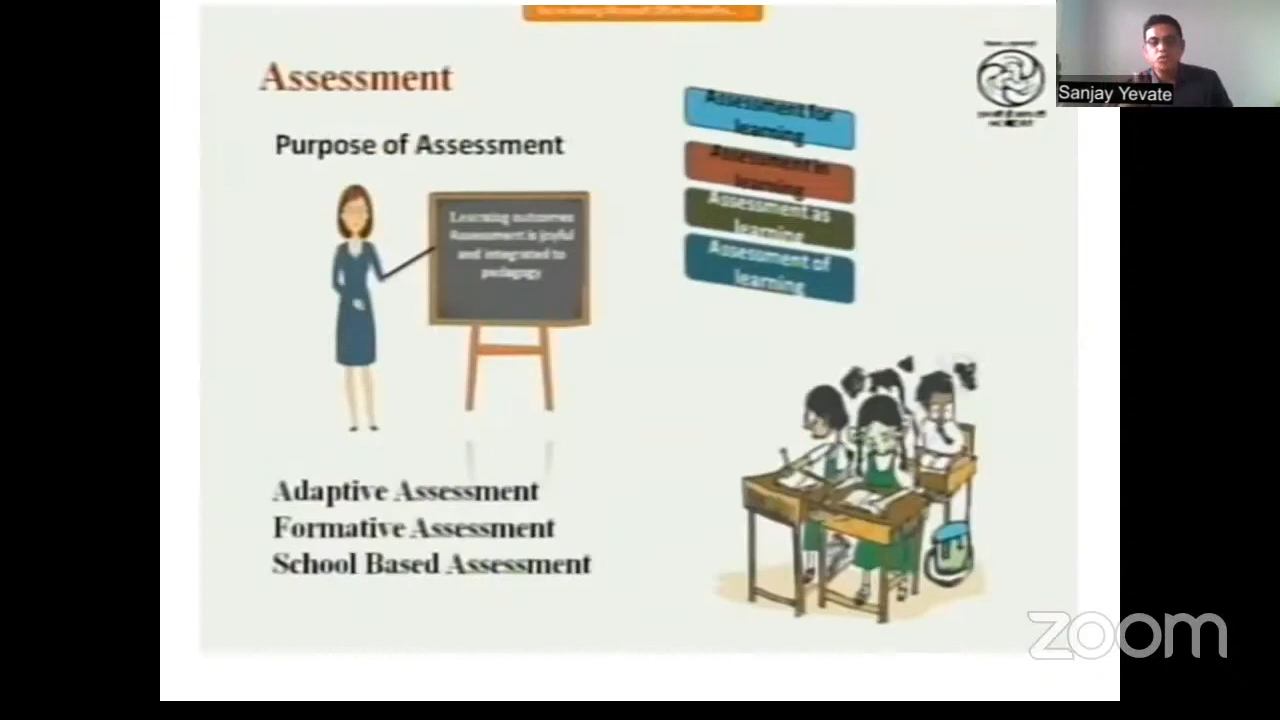 Assessment
Purpose of Assessment
Learning outcomes
Assessment is joyful
and integrated to
pedagogy
Assessment for
learning
Assessment in
learning
Assessment as
learning
Assessment of
learning
Adaptive Assessment
Formative Assessment
School Based Assessment
Sanjay Yevate
zoom